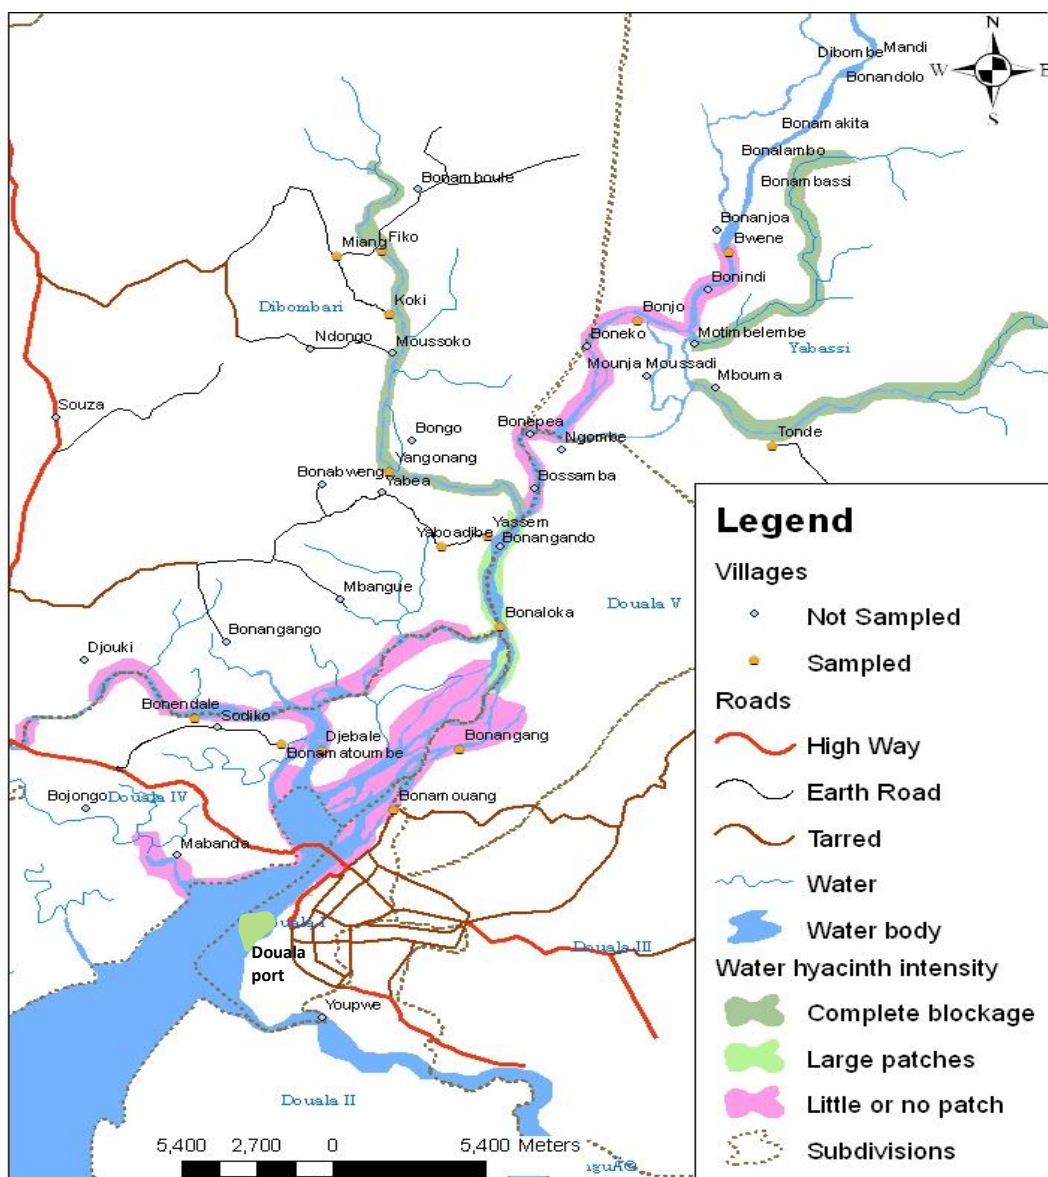 N
W
E
S
Dibombe
Mandi
Bonandolo
Bonamakita
Bonalambo
Bonambassi
Bonamboule
Bonanjoa
Bwene
Miang
Fiko
Bonindi
Dibombari
Koki
Bonjo
Boneko
Motimbelembe
Yabassi
Ndongo
Moussoko
Mounja Moussadi
Mbouma
Souza
Bongo
Bonepea
Ngombe
Tonde
Yangonang
Bonabweng
Yabea
Bossamba
Yassem
Yaboadibe
Bonangando
Mbangue
Bonaloka
Douala V
Bonangango
Djouki
Bonendale
Sodiko
Djebale
Bonamatoumbe
Bonangang
Bojongo
Douala IV
Bonamouang
Mabanda
Douala III
Douala
port
Youpwe
Douala II
5,400 2,700 0 5,400 Meters
Legend
Villages
Not Sampled
Sampled
Roads
High Way
Earth Road
Tarred
Water
Water body
Water hyacinth intensity
Complete blockage
Large patches
Little or no patch
Subdivisions